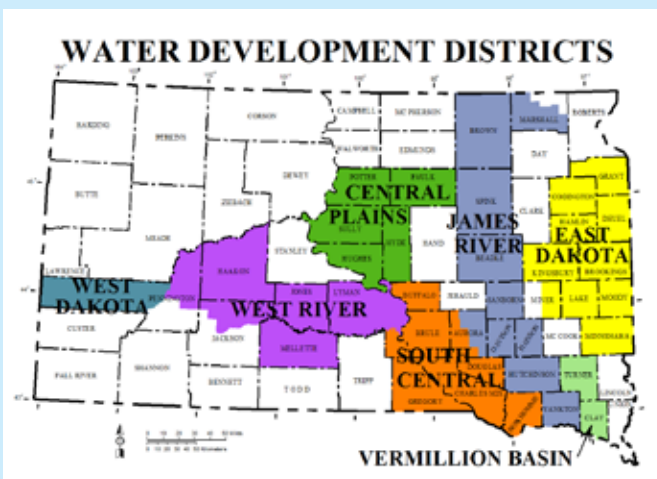 WATER DEVELOPMENT DISTRICTS
CAMPBELL
MC PHERSON
BROWN
MARSHALL
ROBERTS
HARDING
PERKINS
CORSON
WALWORTH
EDMUNDS
DAY
DEWEY
POTTER
FAULK
GRANT
CODINGTON
BUTTE
ZIEBACH
CENTRAL
PLAINS
SPINK
CLARK
HAMLIN
DEUEL
MEADE
SULLY
HYDE
HAND
JAMES
RIVER
EAST
DAKOTA
STANLEY
HUGHES
BEADLE
KINGSBURY
BROOKINGS
LAWRENCE
HAAKON
WEST
DAKOTA
PENNINGTON
JONES
LYMAN
WEST RIVER
BUFFALO
JERAULD
SANBORN
MINER
LAKE
MOODY
CUSTER
JACKSON
BRULE
AURORA
MC COOK
MINNEHAHA
MELLETTE
SOUTH
CENTRAL
DOUGLAS
HUTCHINSON
TURNER
LINCOLN
FALL RIVER
SHANNON
BENNETT
TODD
TRIPP
GREGORY
CHARLES MIX
BON HOMME
YANKTON
CLAY
VERMILLION BASIN